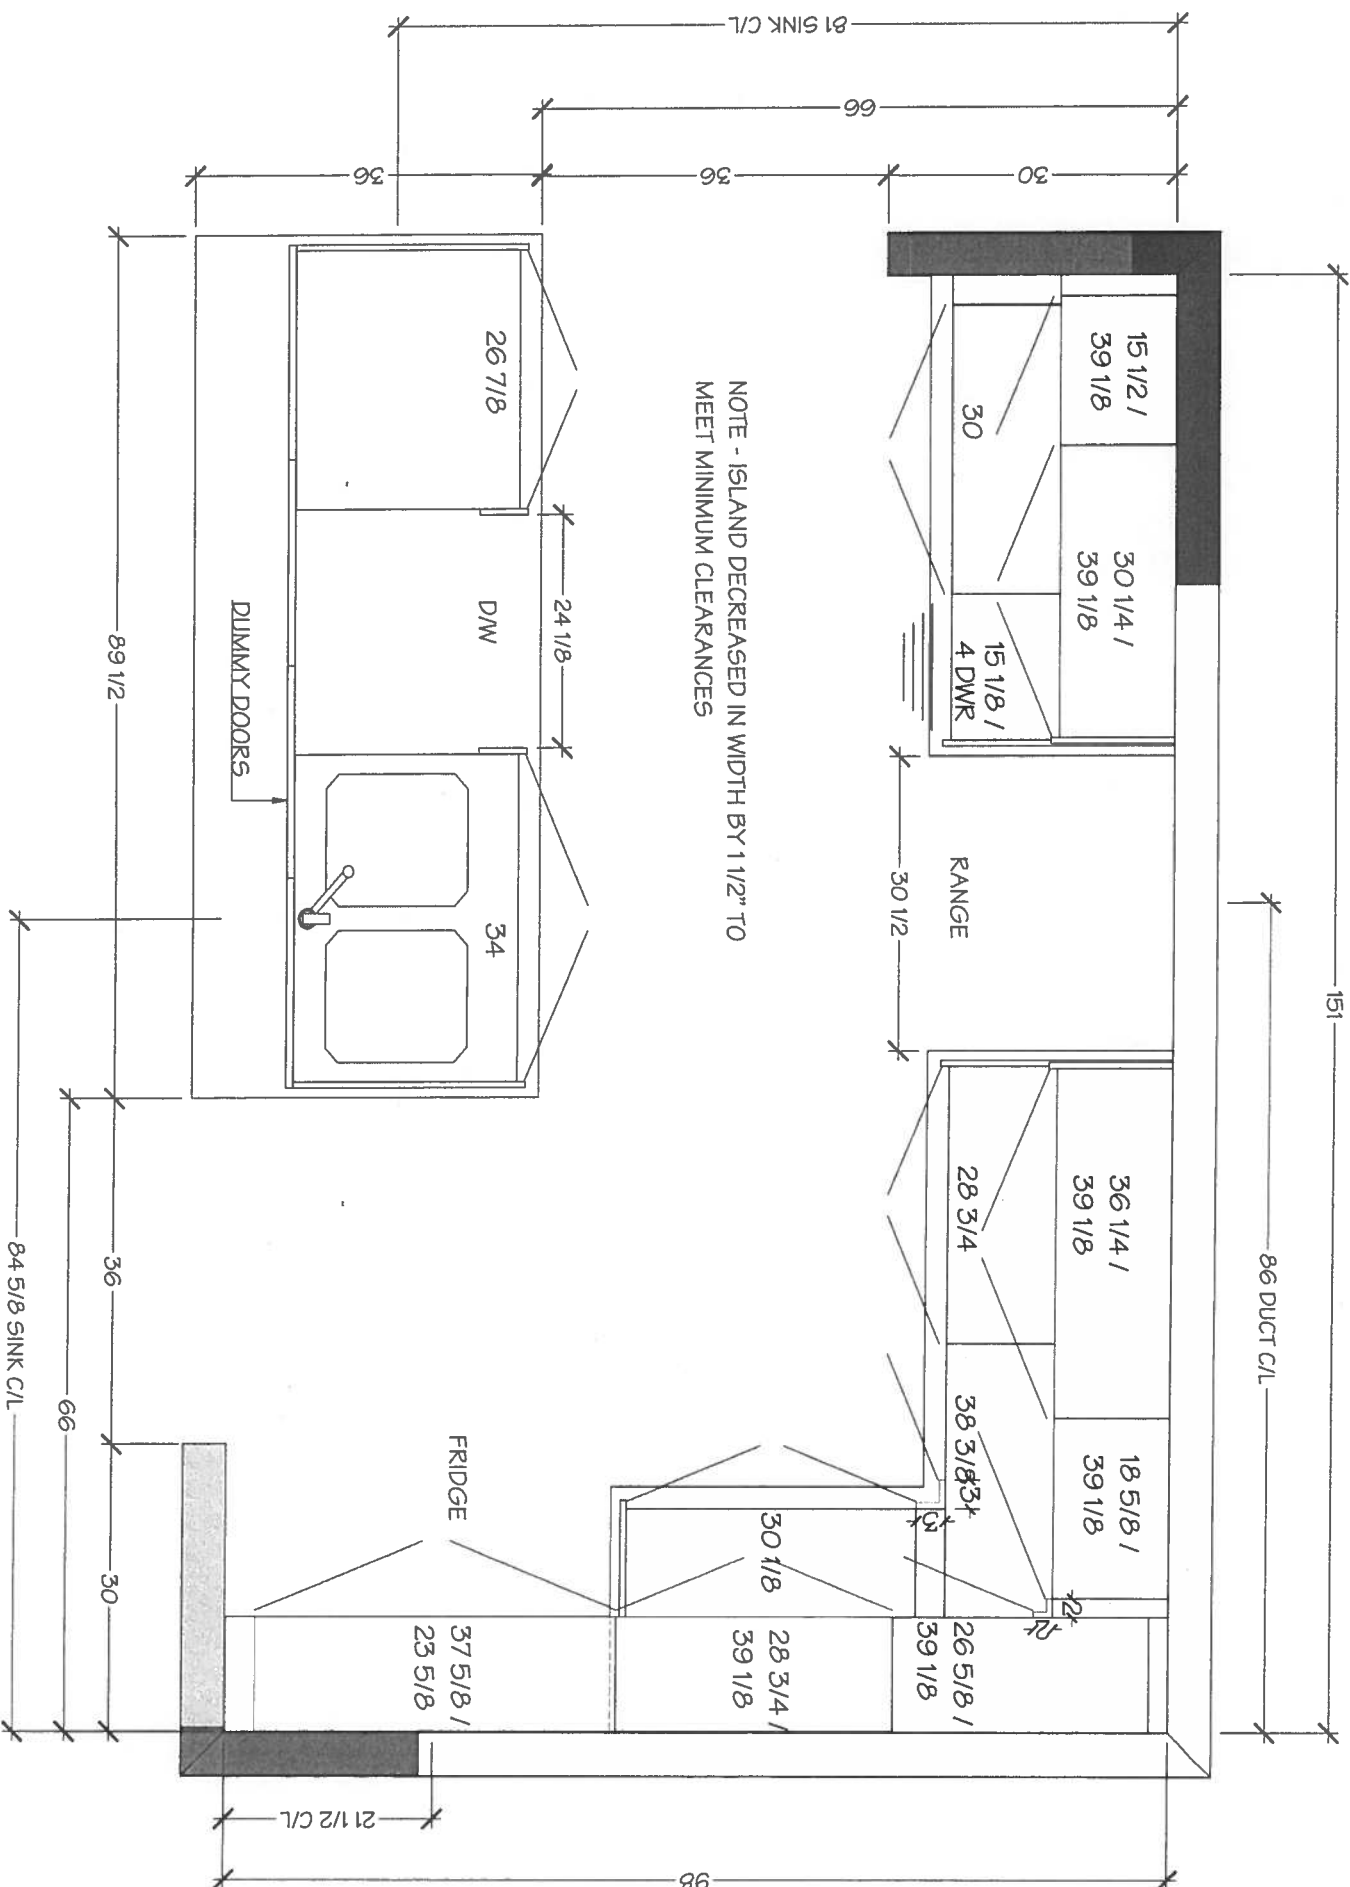 151
86 DUCT C/L
15 1/2 /
39 1/8
30 1/4 /
39 1/8
36 1/4 /
39 1/8
18 5/8 /
39 1/8
30
15 1/8 /
4 DWR
RANGE
28 3/4
38 3/8
3
3
2
2
30 1/2
30 1/8
26 5/8 /
39 1/8
28 3/4 /
39 1/8
37 5/8 /
23 5/8
FRIDGE
NOTE - ISLAND DECREASED IN WIDTH BY 1 1/2" TO
MEET MINIMUM CLEARANCES
24 1/8
26 7/8
D/W
34
DUMMY DOORS
89 1/2
36
30
66
84 5/8 SINK C/L
81 SINK C/L
66
36
36
30
21 1/2 C/L
98